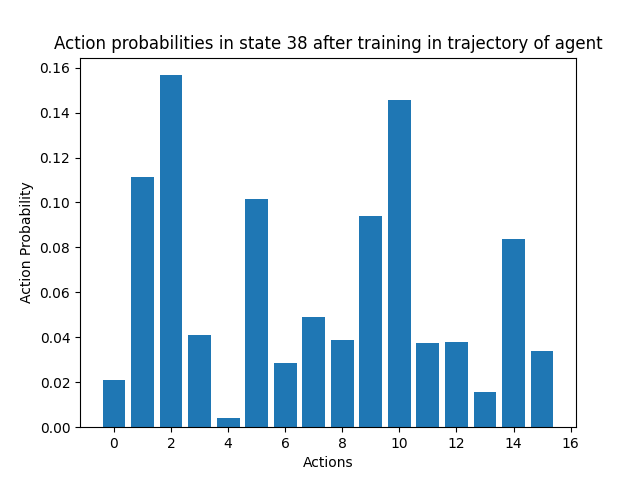 Action probabilities in state 38 after training in trajectory of agent
0.16
0.14
0.12
0.10
0.08
0.06
0.04
0.02
0.00
Action Probability
0 2 4 6 8 10 12 14 16
Actions